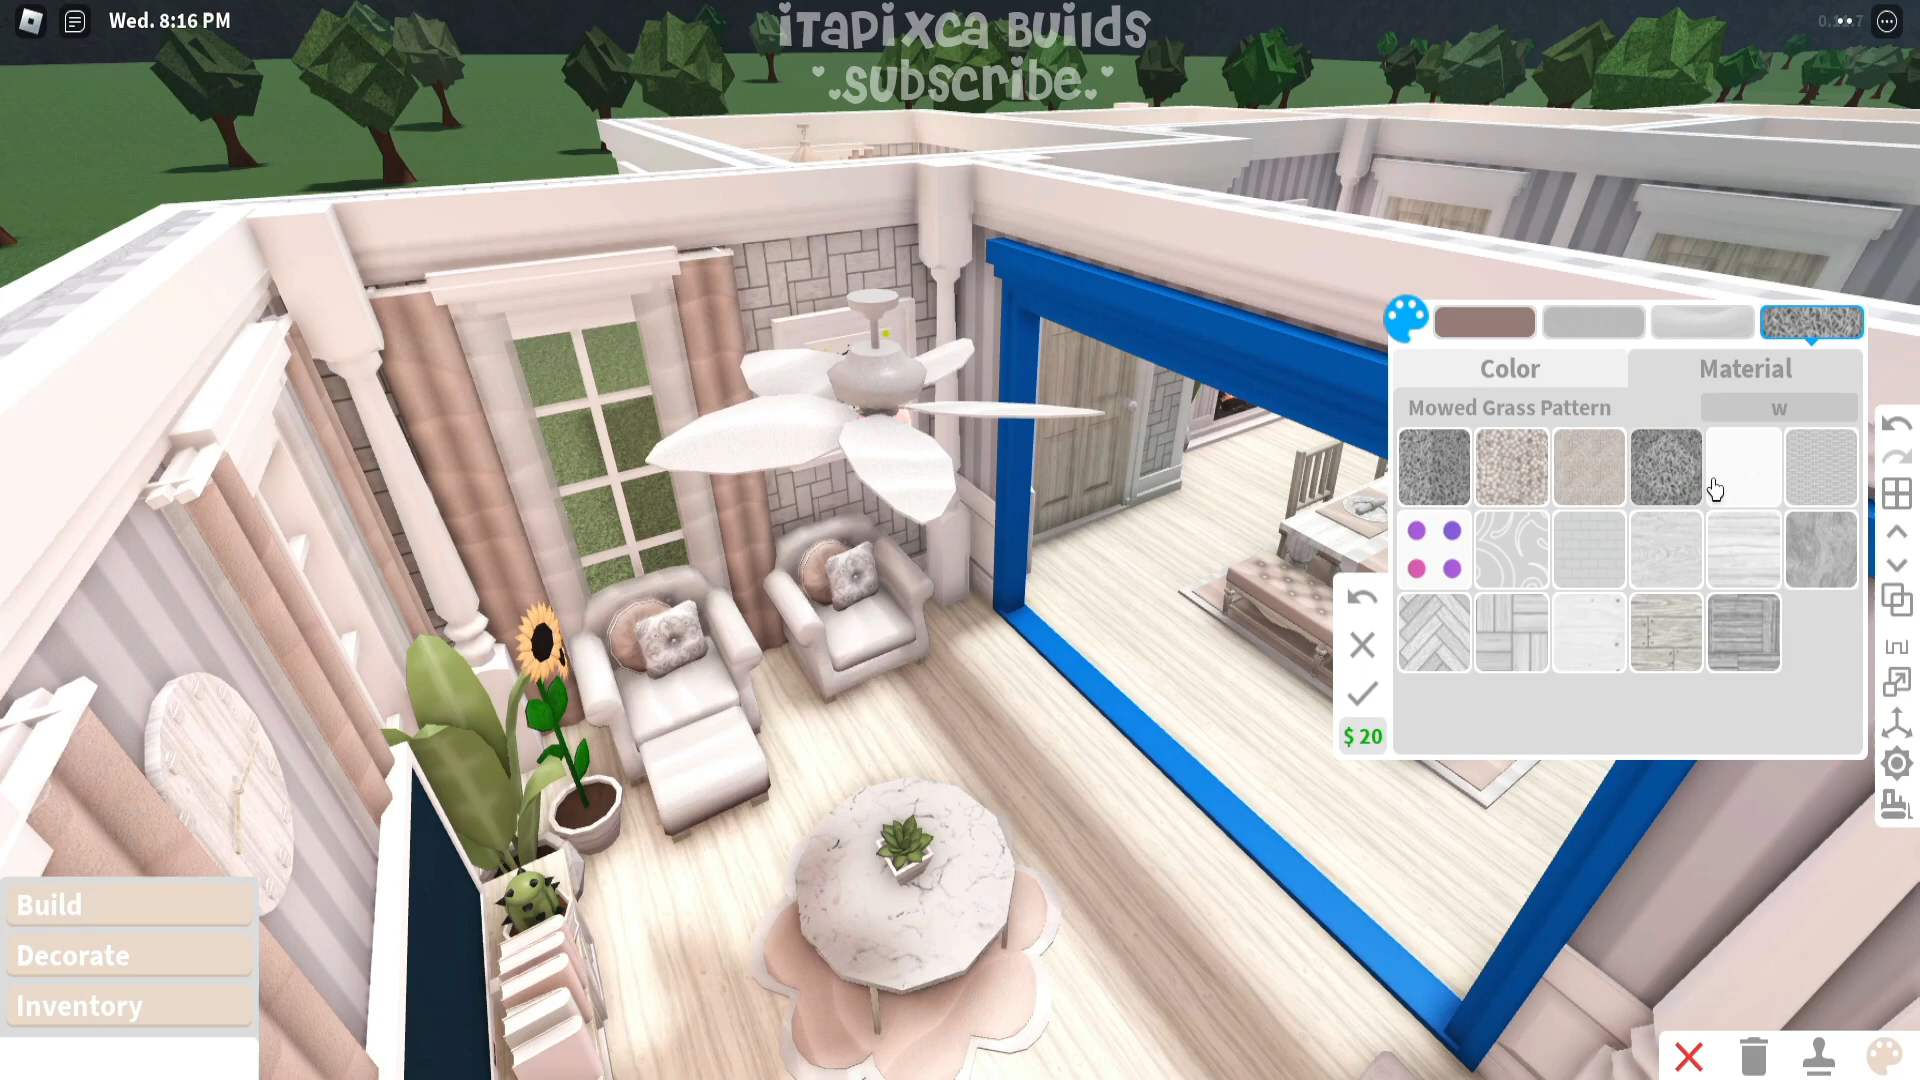 Wed. 8:16 PM
iTapixca Builds
subscribe.
Color
Material
Mowed Grass Pattern
w
$ 20
Build
Decorate
Inventory